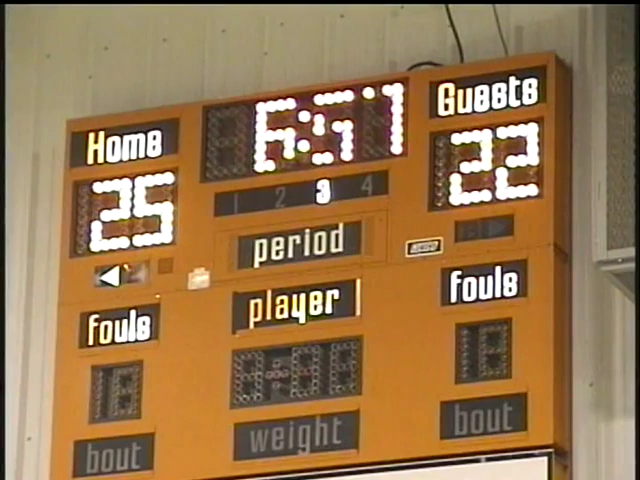 Home 6:57 Guests
25 1 2 3 4 22
period
fouls player fouls
bout weight bout